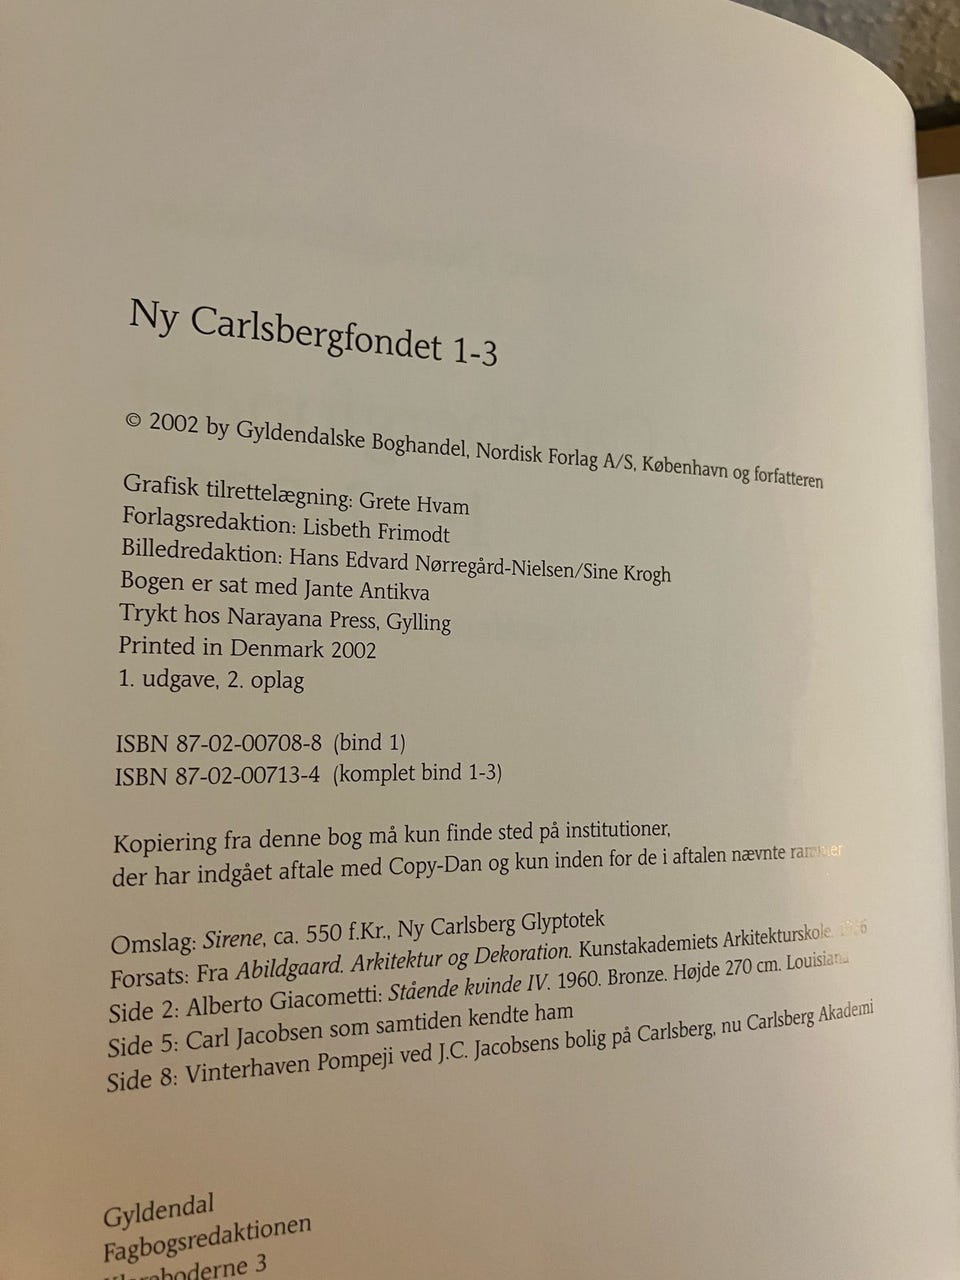 Ny Carlsbergfondet 1-3
© 2002 by Gyldendalske Boghandel, Nordisk Forlag A/S, København og forfatteren
Grafisk tilrettelægning: Grete Hvam
Forlagsredaktion: Lisbeth Frimodt
Billedredaktion: Hans Edvard Nørregård-Nielsen/Sine Krogh
Bogen er sat med Jante Antikva
Trykt hos Narayana Press, Gylling
Printed in Denmark 2002
1. udgave, 2. oplag
ISBN 87-02-00708-8 (bind 1)
ISBN 87-02-00713-4 (komplet bind 1-3)
Kopiering fra denne bog må kun finde sted på institutioner,
der har indgået aftale med Copy-Dan og kun inden for de i aftalen nævnte rammer
Omslag: Sirene, ca. 550 f.Kr., Ny Carlsberg Glyptotek
Forsats: Fra Abildgaard. Arkitektur og Dekoration. Kunstakademiets Arkitekturskole.
Side 2: Alberto Giacometti: Stående kvinde IV. 1960. Bronze. Højde 270 cm. Louisiana
Side 5: Carl Jacobsen som samtiden kendte ham
Side 8: Vinterhaven Pompeji ved J.C. Jacobsens bolig på Carlsberg, nu Carlsberg Akademi
Gyldendal
Fagbogsredaktionen
3